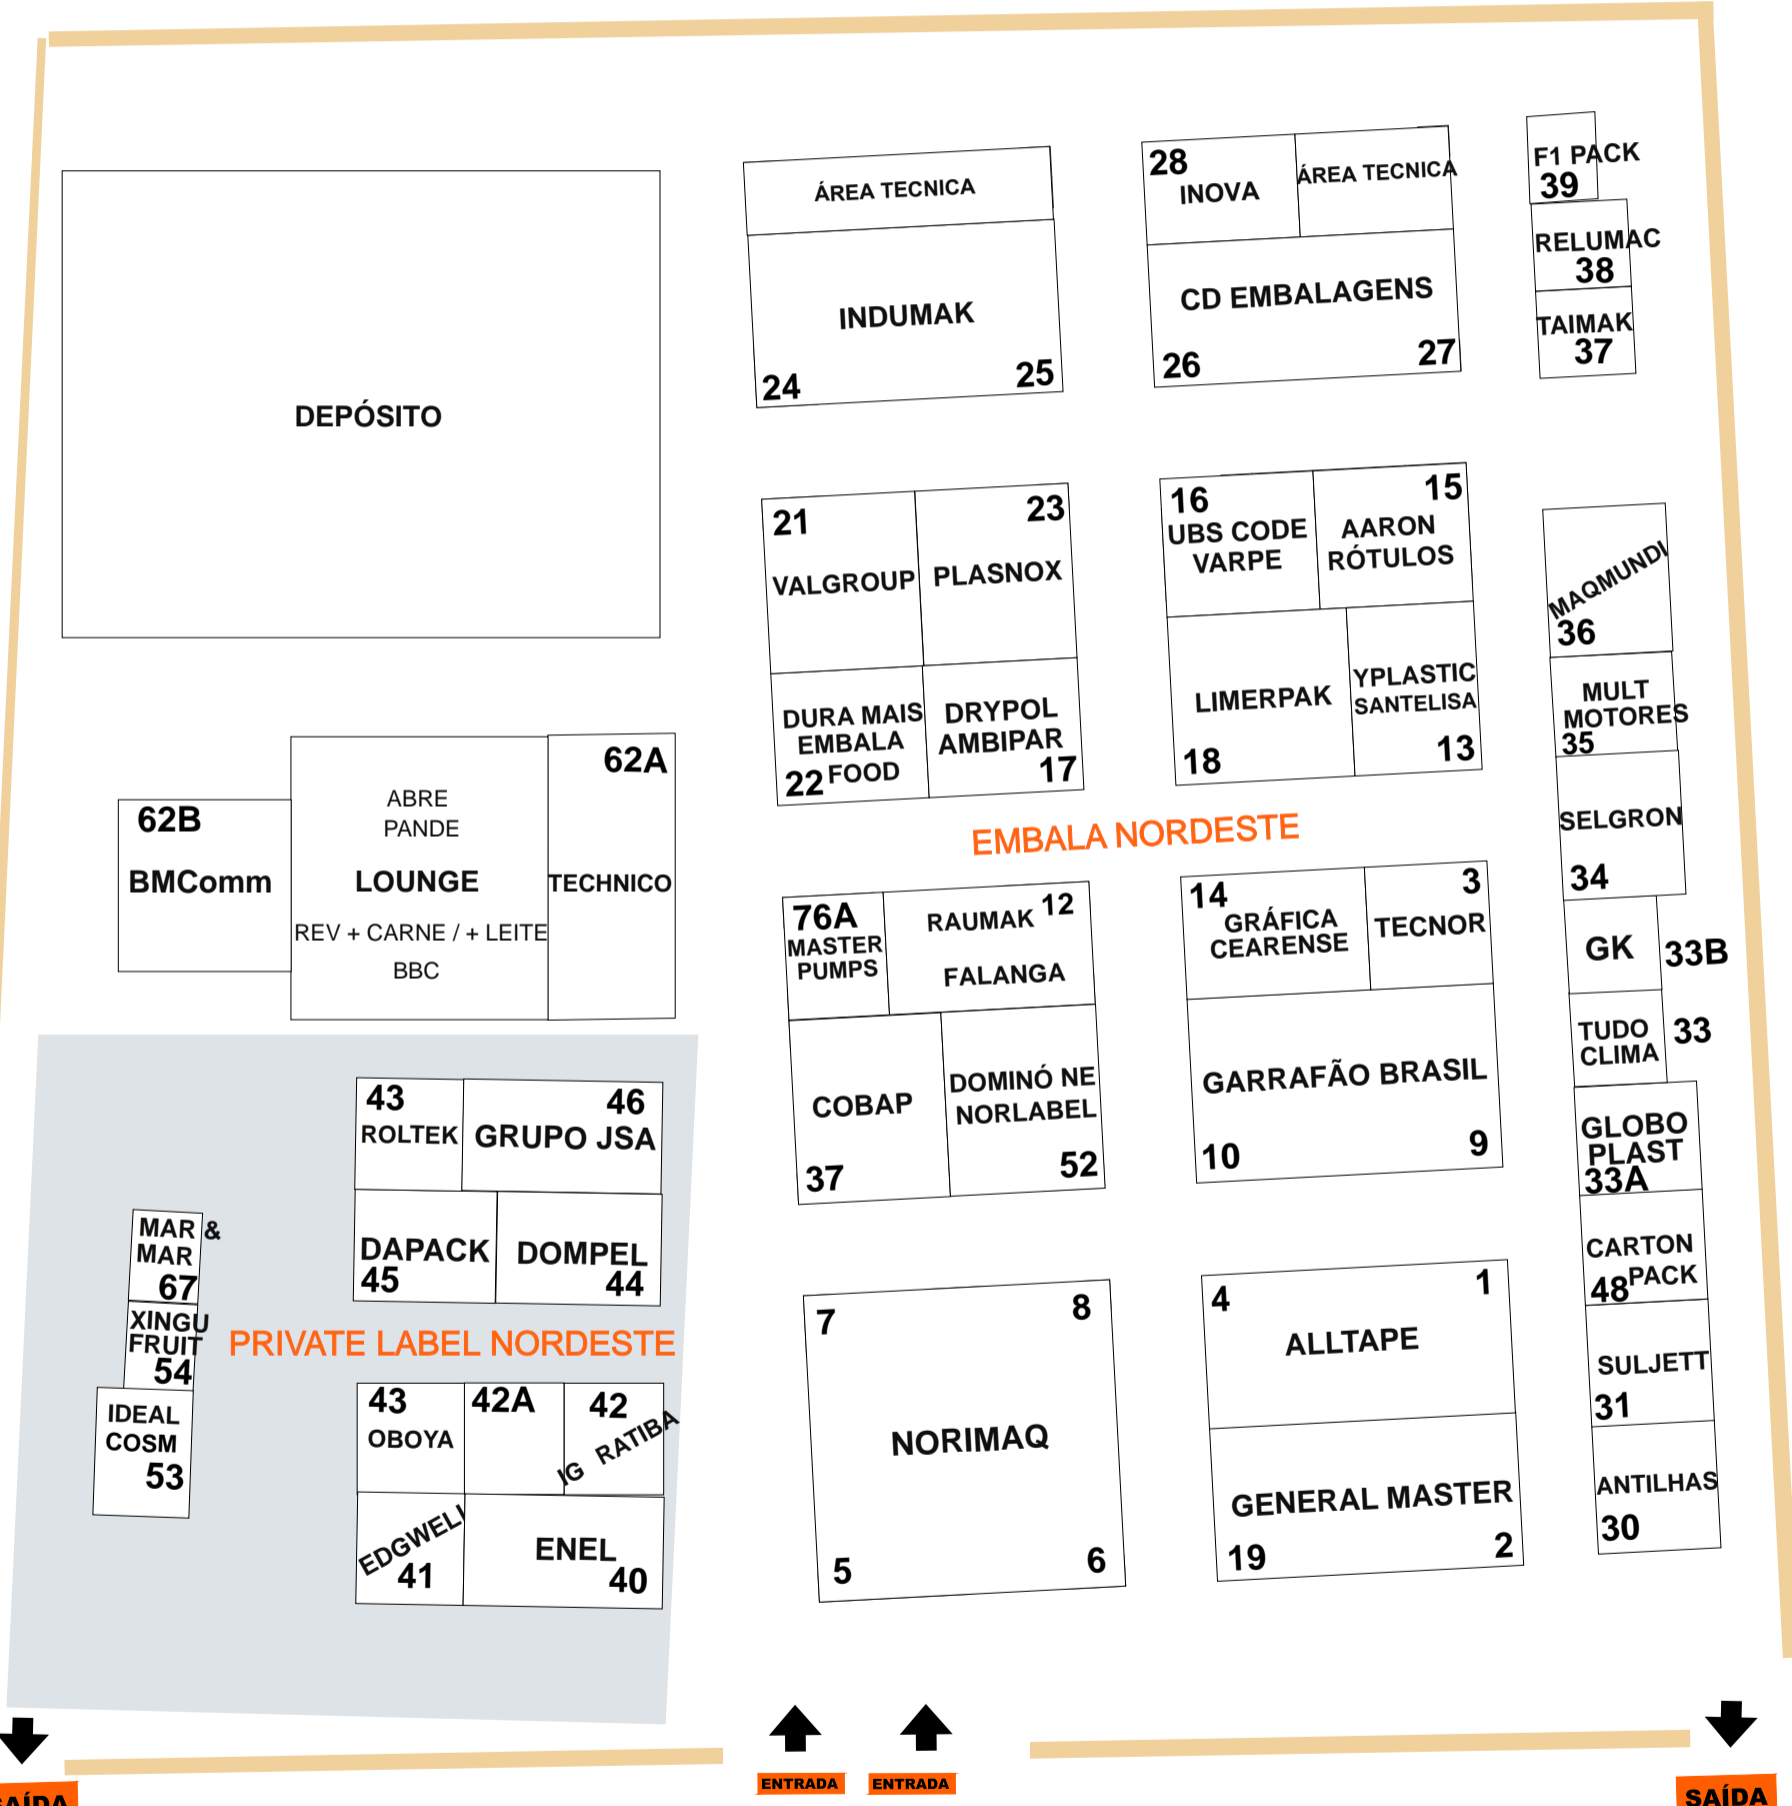 28
INOVA
ÁREA TECNICA
F1 PACK
39
ÁREA TECNICA
RELUMAC
38
CD EMBALAGENS
26
27
TAIMAK
37
INDUMAK
24
25
DEPÓSITO
21
VALGROUP
23
PLASNOX
16
UBS CODE
VARPE
15
AARON
RÓTULOS
MAQMUNDI
36
DURA MAIS
EMBALA
22 FOOD
DRYPOL
AMBIPAR
17
LIMERPAK
18
YPLASTIC
SANTELISA
13
MULT
MOTORES
35
SELGRON
34
62B
BMComm
ABRE
PANDE
LOUNGE
REV + CARNE / + LEITE
BBC
62A
TECHNICO
EMBALA NORDESTE
76A
MASTER
PUMPS
RAUMAK 12
FALANGA
14
GRÁFICA
CEARENSE
3
TECNOR
GK 33B
TUDO
CLIMA
33
COBAP
37
DOMINÓ NE
NORLABEL
52
GARRAFÃO BRASIL
10
9
GLOBO
PLAST
33A
CARTON
48 PACK
43
ROLTEK
46
GRUPO JSA
DAPACK
45
DOMPEL
44
MAR &
MAR
67
XINGU
FRUIT
54
IDEAL
COSM
53
PRIVATE LABEL NORDESTE
43
OBOYA
42A
42
IG RATIBA
EDGWELL
41
ENEL
40
7
8
NORIMAQ
5
6
4
1
ALLTAPE
GENERAL MASTER
19
2
SULJETT
31
ANTILHAS
30
SAÍDA
ENTRADA
ENTRADA
SAÍDA